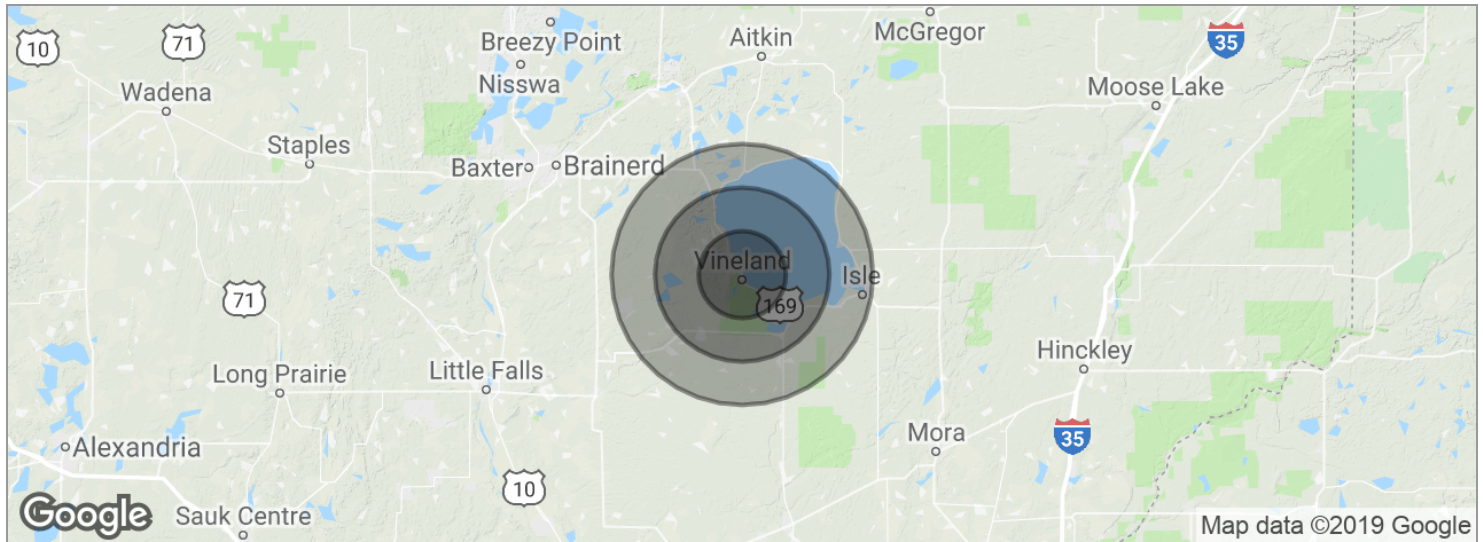 McGregor
71
10
35
Breezy Point
Aitkin
Nisswa
Moose Lake
Wadena
Staples
Baxter
Brainerd
Vineland
Isle
71
169
Hinckley
Long Prairie
Little Falls
Mora
35
Alexandria
10
Google
Sauk Centre
Map data ©2019 Google